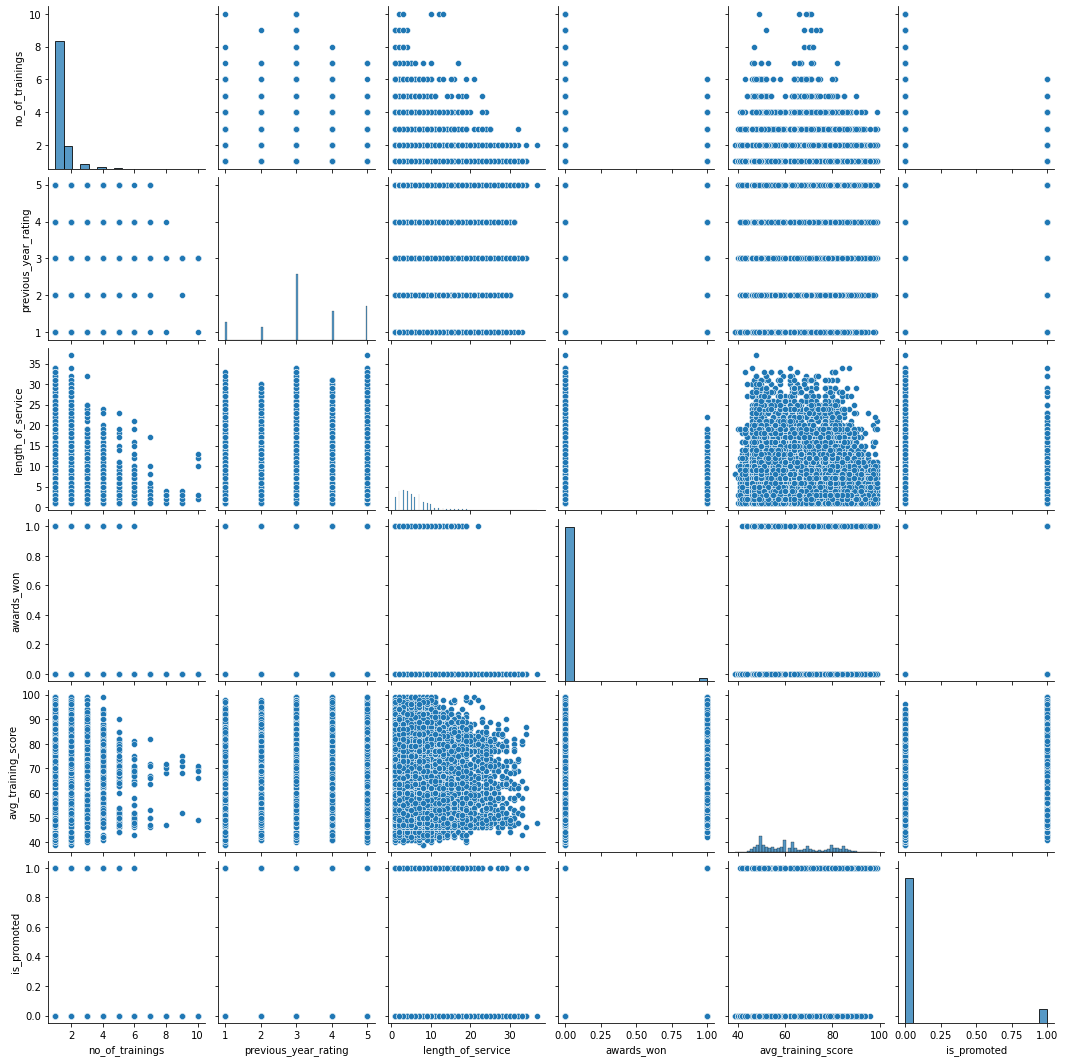 10
8
6
4
2
no_of_trainings
5
4
3
2
1
previous_year_rating
35
30
25
20
15
10
5
0
length_of_service
1.0
0.8
0.6
0.4
0.2
0.0
awards_won
100
90
80
70
60
50
40
avg_training_score
1.0
0.8
0.6
0.4
0.2
0.0
is_promoted
2 4 6 8 10
no_of_trainings
1 2 3 4 5
previous_year_rating
0 10 20 30
length_of_service
0.00 0.25 0.50 0.75 1.00
awards_won
40 60 80 100
avg_training_score
0.00 0.25 0.50 0.75 1.00
is_promoted